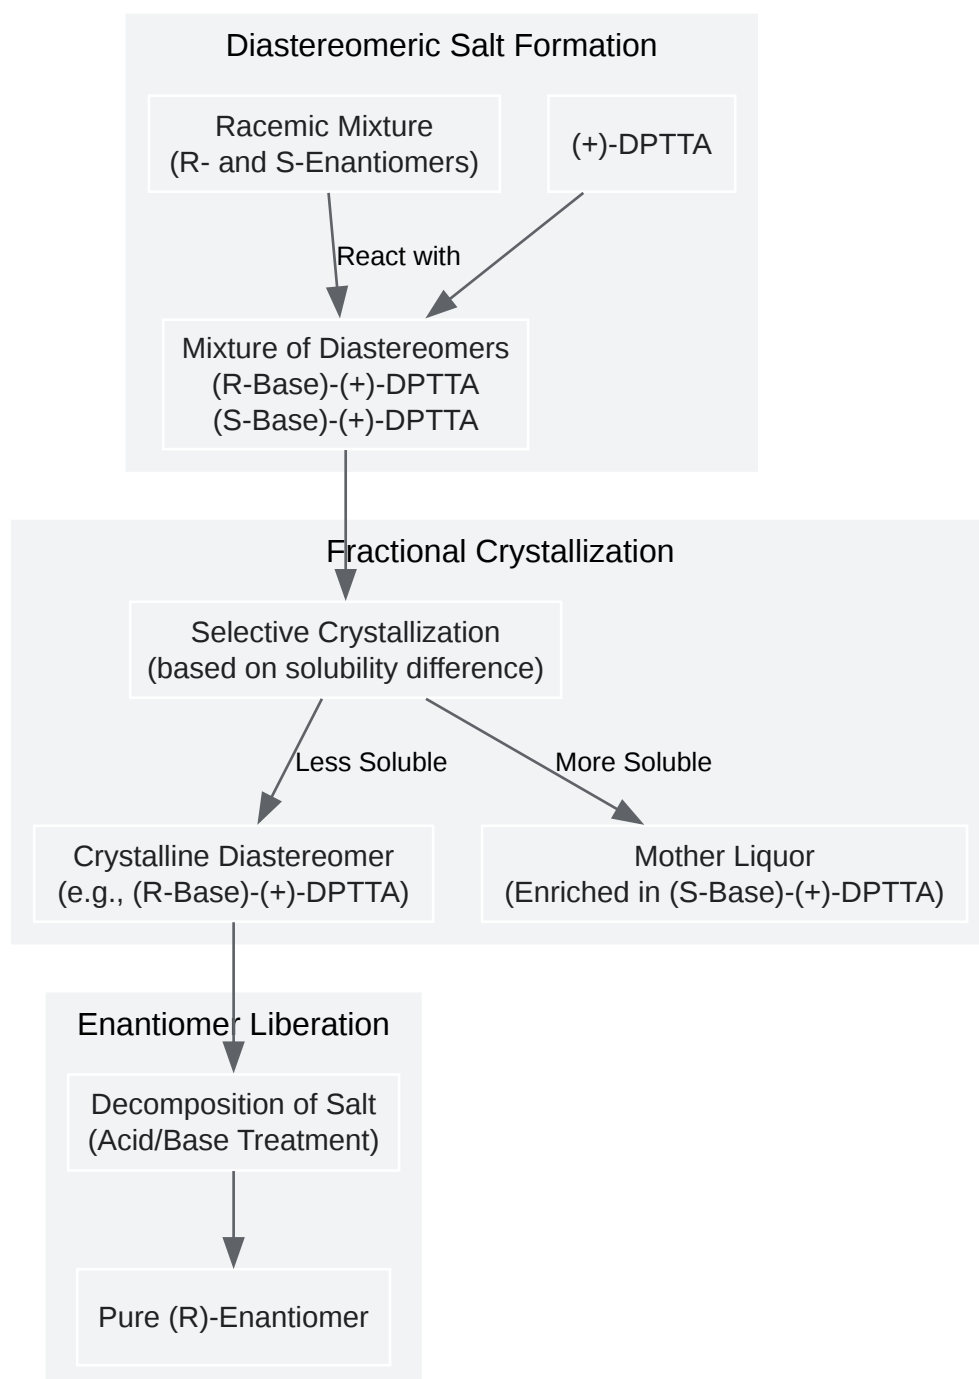 Diastereomeric Salt Formation
Racemic Mixture
(R- and S-Enantiomers)
(+)-DPTTA
React with
Mixture of Diastereomers
(R-Base)-(+)-DPTTA
(S-Base)-(+)-DPTTA
Fractional Crystallization
Selective Crystallization
(based on solubility difference)
Less Soluble
More Soluble
Crystalline Diastereomer
(e.g., (R-Base)-(+)-DPTTA)
Mother Liquor
(Enriched in (S-Base)-(+)-DPTTA)
Enantiomer Liberation
Decomposition of Salt
(Acid/Base Treatment)
Pure (R)-Enantiomer